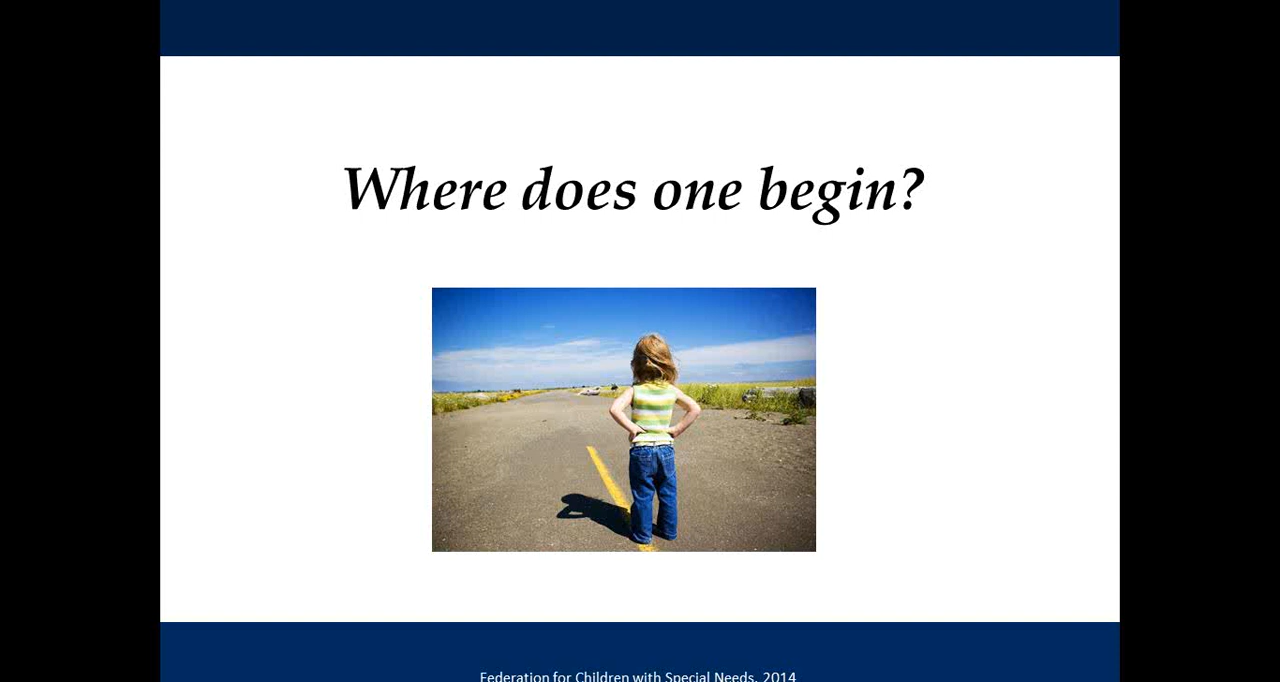 Where does one begin?
Federation for Children with Special Needs, 2014